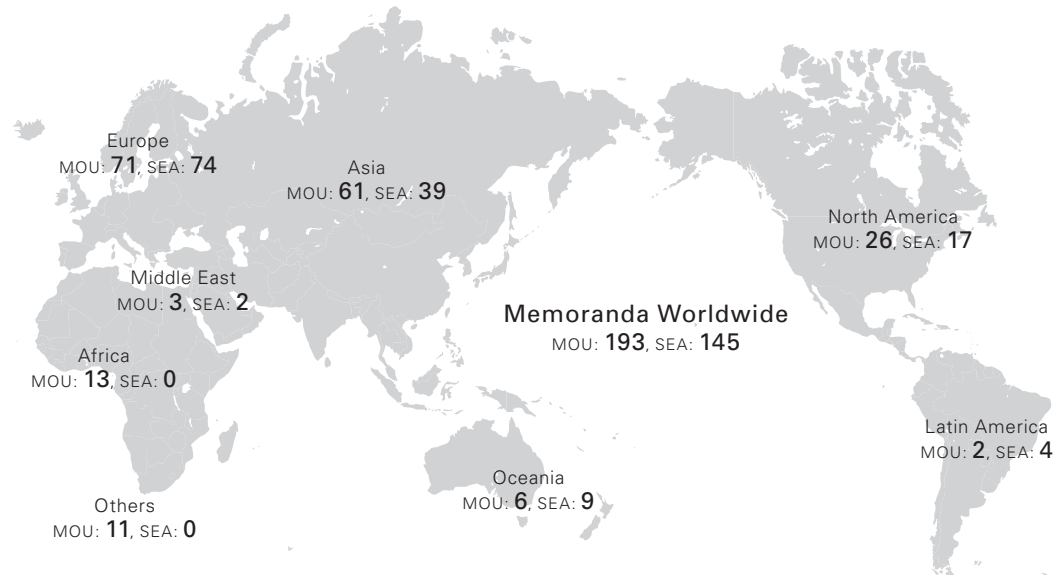 Europe
MOU: 71, SEA: 74
Asia
MOU: 61, SEA: 39
North America
MOU: 26, SEA: 17
Middle East
MOU: 3, SEA: 2
Memoranda Worldwide
MOU: 193, SEA: 145
Africa
MOU: 13, SEA: 0
Latin America
MOU: 2, SEA: 4
Oceania
MOU: 6, SEA: 9
Others
MOU: 11, SEA: 0